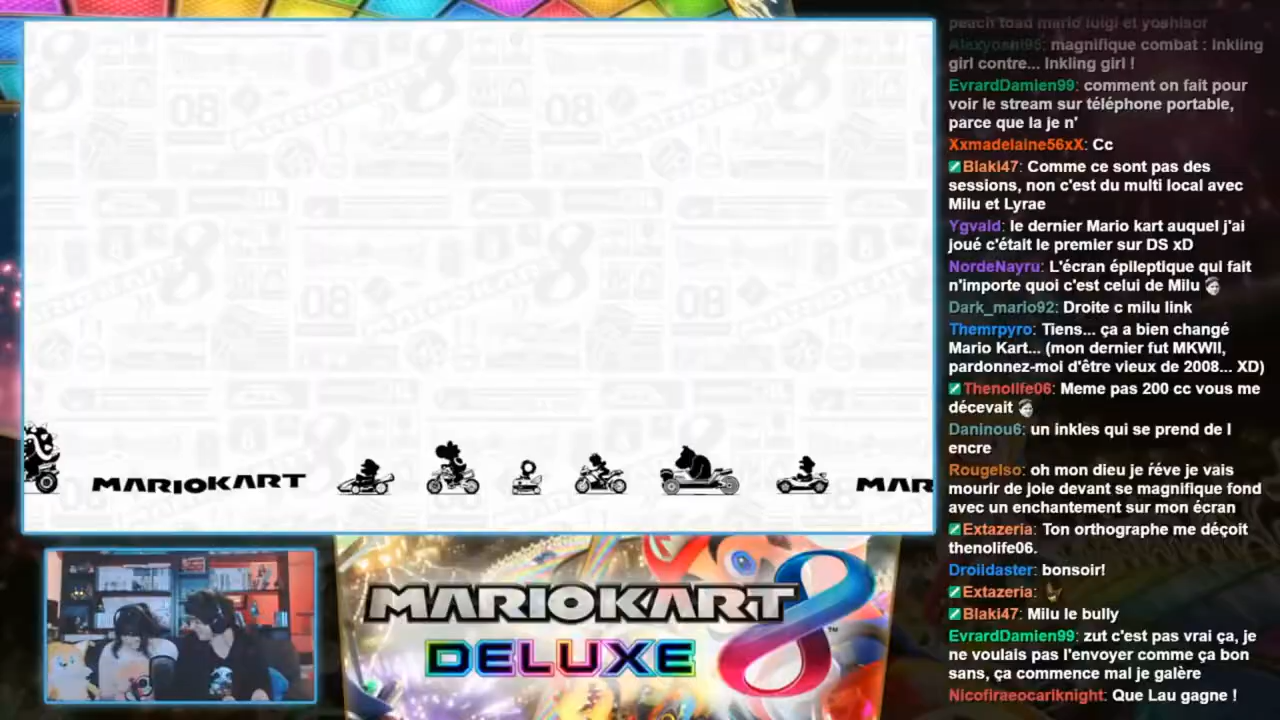 MARIOKART
MAR
MARIOKART 8
DELUXE
TM
peach toad mario luigi et yoshisor
Alaxyoshi96: magnifique combat : Inkling
girl contre... Inkling girl !
EvrardDamien99: comment on fait pour
voir le stream sur téléphone portable,
parce que la je n'
Xxmadelaine56xX: Cc
Blaki47: Comme ce sont pas des
sessions, non c'est du multi local avec
Milu et Lyrae
Ygvald: le dernier Mario kart auquel j'ai
joué c'était le premier sur DS xD
NordeNayru: L'écran épileptique qui fait
n'importe quoi c'est celui de Milu
Dark_mario92: Droite c milu link
Themrpyro: Tiens... ça a bien changé
Mario Kart... (mon dernier fut MKWII,
pardonnez-moi d'être vieux de 2008... XD)
Thenolife06: Meme pas 200 cc vous me
décevait
Daninou6: un inkles qui se prend de l
encre
Rougelso: oh mon dieu je ŕéve je vais
mourir de joie devant se magnifique fond
avec un enchantement sur mon écran
Extazeria: Ton orthographe me déçoit
thenolife06.
Droiidaster: bonsoir!
Extazeria:
Blaki47: Milu le bully
EvrardDamien99: zut c'est pas vrai ça, je
ne voulais pas l'envoyer comme ça bon
sans, ça commence mal je galère
Nicofiraeocariknight: Que Lau gagne !